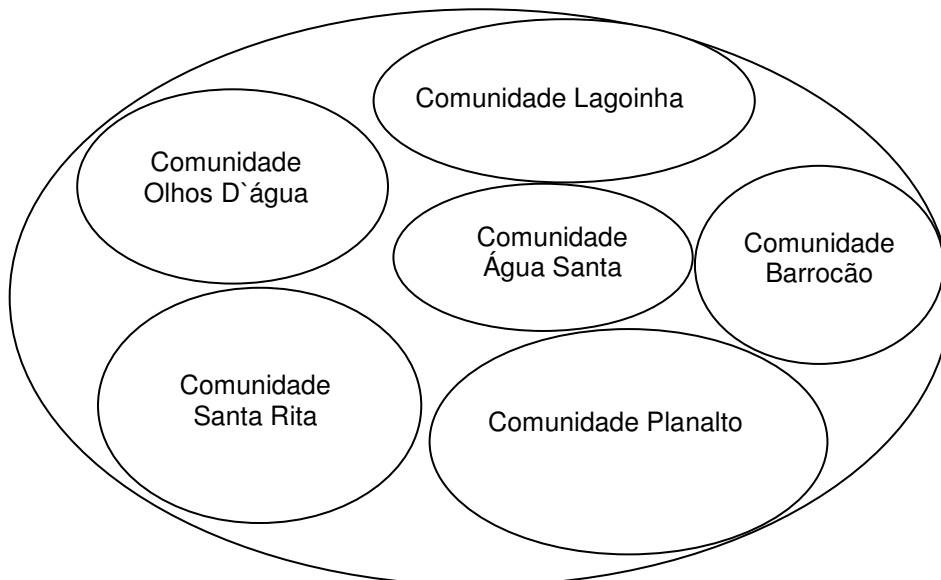 Comunidade Lagoinha
Comunidade
Olhos D`água
Comunidade
Água Santa
Comunidade
Barrocão
Comunidade
Santa Rita
Comunidade Planalto